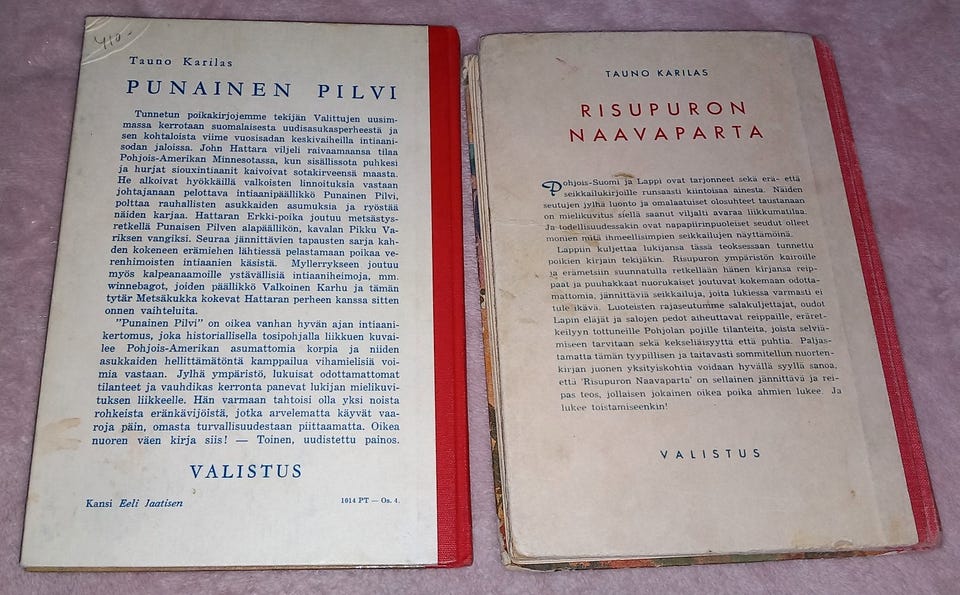 410.-
Tauno Karilas
PUNAINEN PILVI
Tunnetun poikakirjojemme tekijän Valittujen uusim-
massa kerrotaan suomalaisesta uudisasukasperheestä ja
sen kohtaloista viime vuosisadan keskivaiheilla intiaani-
sodan jaloissa. John Hattara viljeli raivaamaansa tilaa
Pohjois-Amerikan Minnesotassa, kun sisällissota puhkesi
ja hurjat siouxintiaanit kaivoivat sotakirveensä maasta.
He alkoivat hyökkäillä valkoisten linnoituksia vastaan
johtajanaan pelottava intiaanipäällikkö Punainen Pilvi,
polttaa rauhallisten asukkaiden asumuksia ja ryöstää
näiden karjaa. Hattaran Erkki-poika joutuu metsästys-
retkellä Punaisen Pilven alapäällikön, kavalan Pikku Va-
riksen vangiksi. Seuraa jännittävien tapausten sarja kah-
den kokeneen erämiehen lähtiessä pelastamaan poikaa ve-
renhimoisten intiaanien käsistä. Myllerrykseen joutuu
myös kalpeanaamoille ystävällisiä intiaaniheimoja, mm.
winnebagot, joiden päällikkö Valkoinen Karhu ja tämän
tytär Metsäkukka kokevat Hattaran perheen kanssa sitten
onnen vaihteluita.
"Punainen Pilvi" on oikea vanhan hyvän ajan intiaani-
kertomus, joka historiallisella tosipohjalla liikkuen kuvai-
lee Pohjois-Amerikan asumattomia korpia ja niiden
asukkaiden hellittämätöntä kamppailua vihamielisiä voi-
mia vastaan. Jylhä ympäristö, lukuisat odottamattomat
tilanteet ja vauhdikas kerronta panevat lukijan mielikuvi-
tuksen liikkeelle. Hän varmaan tahtoisi olla yksi noista
rohkeista eränkävijöistä, jotka arvelematta käyvät vaa-
roja päin, omasta turvallisuudestaan piittaamatta. Oikea
nuoren väen kirja siis! — Toinen, uudistettu painos.
VALISTUS
Kansi Eeli Jaatisen
1014 PT — Os. 4.
TAUNO KARILAS
RISUPURON
NAAVAPARTA
Pohjois-Suomi ja Lappi ovat tarjonneet sekä erä- että
seikkailukirjoille runsaasti kiintoisaa ainesta. Näiden
seutujen jylhä luonto ja omalaatuiset olosuhteet taustanaan
on mielikuvitus siellä saanut viljalti avaraa liikkumatilaa.
Ja todellisuudessakin ovat napapiirinpuoleiset seudut olleet
monien mitä ihmeellisimpien seikkailujen näyttämöinä.
Lappiin kuljettaa lukijansa tässä teoksessaan tunnettu
poikien kirjain tekijäkin. Risupuron ympäristön kairoille
ja erämetsiin suunnatulla retkellään hänen kirjansa reip-
paat ja puuhakkaat nuorukaiset joutuvat kokemaan odotta-
mattomia, jännittäviä seikkailuja, joita lukiessa varmasti ei
tule ikävä. Luoteisten rajaseutumme salakuljettajat, oudot
Lapin eläjät ja salojen pedot aiheuttavat reippaille, eräret-
keilyyn tottuneille Pohjolan pojille tilanteita, joista selviä-
miseen tarvitaan sekä kekseliäisyyttä että puhtia. Paljas-
tamatta tämän tyypillisen ja taitavasti sommitellun nuorten-
kirjan juonen yksityiskohtia voidaan hyvällä syyllä sanoa,
että 'Risupuron Naavaparta' on sellainen jännittävä ja rei-
pas teos, jollaisen jokainen oikea poika ahmien lukee. Ja
lukee toistamiseenkin!
VALISTUS